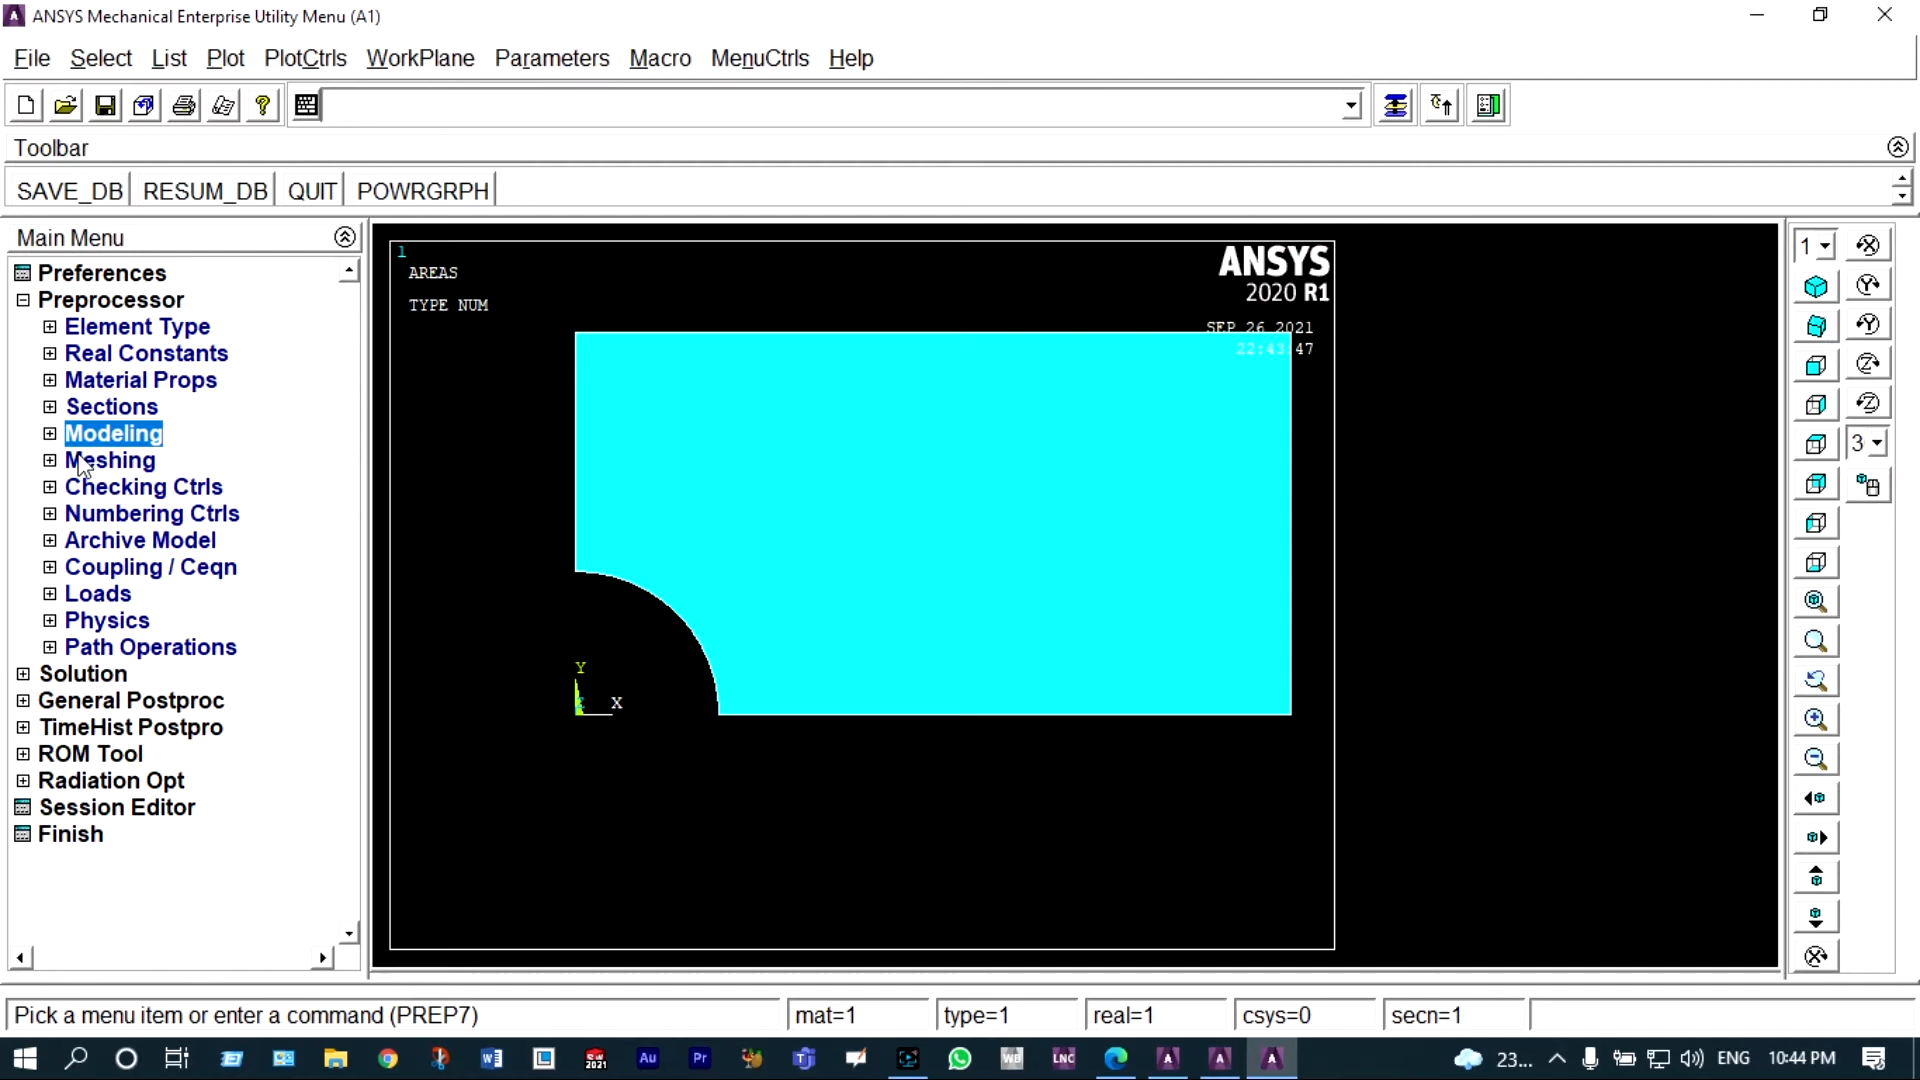 ANSYS Mechanical Enterprise Utility Menu (A1)
File Select List Plot PlotCtrls WorkPlane Parameters Macro MenuCtrls Help
Toolbar
SAVE_DB RESUM_DB QUIT POWRGRPH
Main Menu
Preferences
Preprocessor
Element Type
Real Constants
Material Props
Sections
Modeling
Meshing
Checking Ctrls
Numbering Ctrls
Archive Model
Coupling / Ceqn
Loads
Physics
Path Operations
Solution
General Postproc
TimeHist Postpro
ROM Tool
Radiation Opt
Session Editor
Finish
1
AREAS
TYPE NUM
ANSYS
2020 R1
SEP 26 2021
22:43:47
Y
X
1
3
Pick a menu item or enter a command (PREP7)
mat=1
type=1
real=1
csys=0
secn=1
23... ENG 10:44 PM